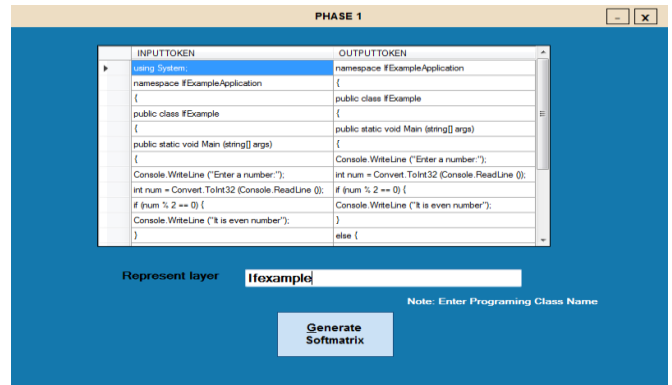 PHASE 1
- x
INPUTTOKEN OUTPUTTOKEN
using System; namespace IfExampleApplication
namespace IfExampleApplication {
{ public class IfExample
public class IfExample {
{ public static void Main (string[] args)
public static void Main (string[] args) {
{ Console.WriteLine ("Enter a number:");
Console.WriteLine ("Enter a number:"); int num = Convert.ToInt32 (Console.ReadLine ());
int num = Convert.ToInt32 (Console.ReadLine ()); if (num % 2 == 0) {
if (num % 2 == 0) { Console.WriteLine ("It is even number");
Console.WriteLine ("It is even number"); }
} else {
Represent layer Ifexample
Note: Enter Programing Class Name
Generate
Softmatrix